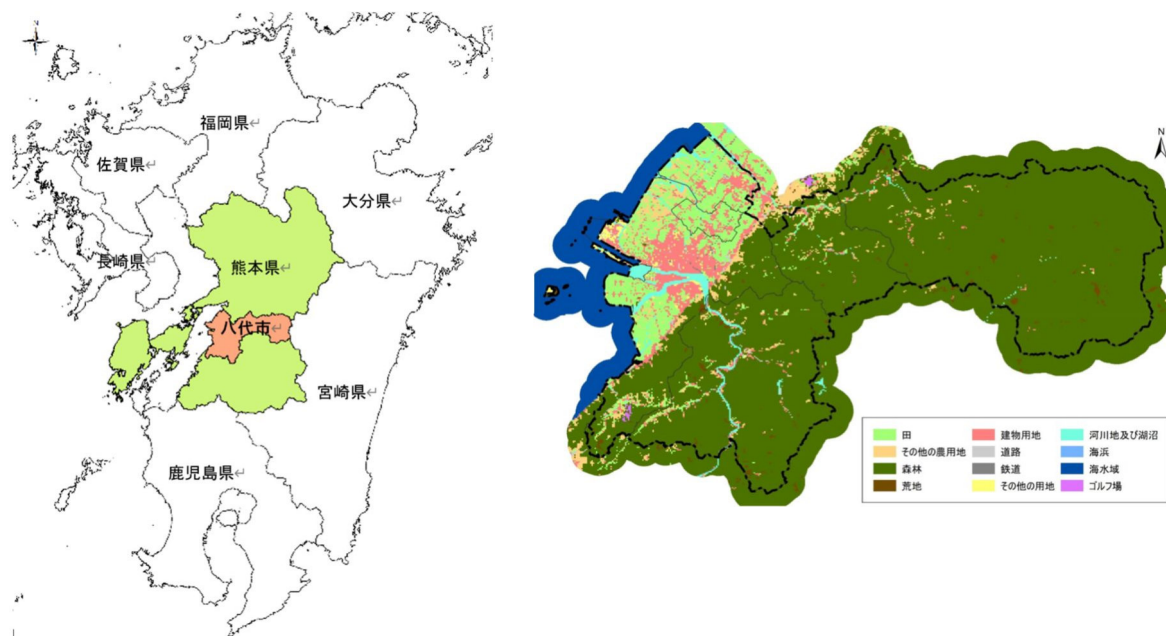 N
福岡県↵
佐賀県↵
大分県↵
長崎県↵
熊本県↵
八代市↵
宮崎県↵
鹿児島県↵
N
田
建物用地
河川地及び湖沼
その他の農用地
道路
海浜
森林
鉄道
海水域
荒地
その他の用地
ゴルフ場